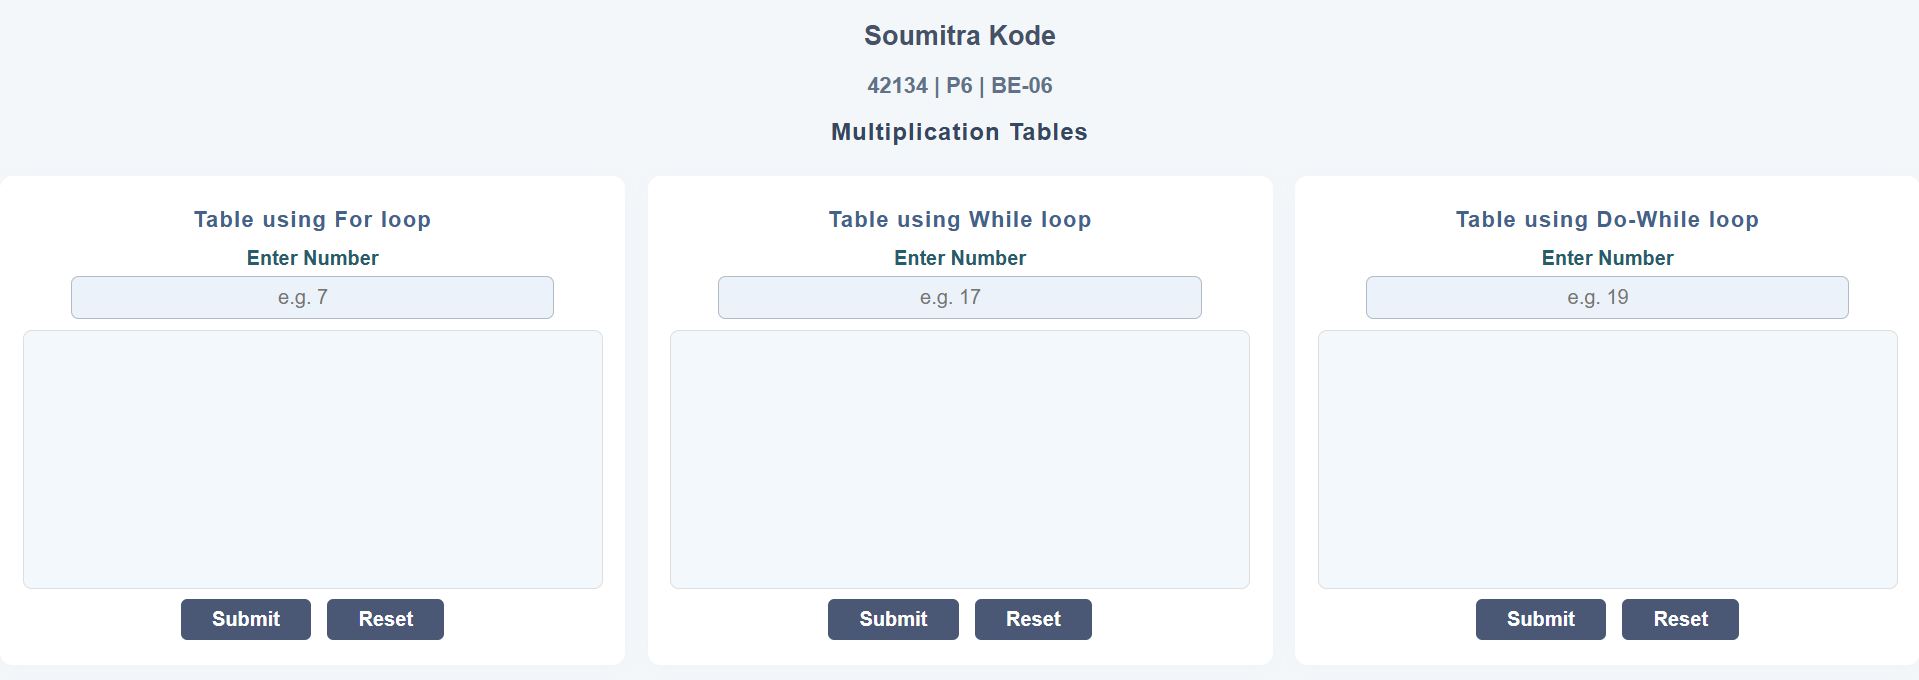 Soumitra Kode
42134 | P6 | BE-06
Multiplication Tables
Table using For loop
Enter Number
e.g. 7
Submit
Reset
Table using While loop
Enter Number
e.g. 17
Submit
Reset
Table using Do-While loop
Enter Number
e.g. 19
Submit
Reset